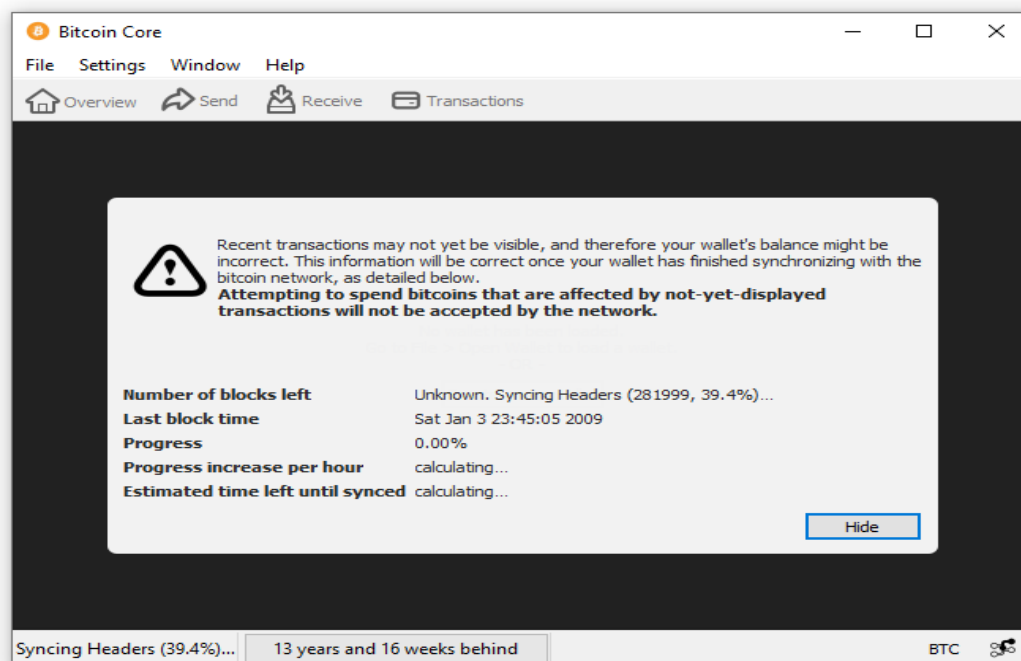 Bitcoin Core
File Settings Window Help
Overview Send Receive Transactions
Recent transactions may not yet be visible, and therefore your wallet's balance might be
incorrect. This information will be correct once your wallet has finished synchronizing with the
bitcoin network, as detailed below.
Attempting to spend bitcoins that are affected by not-yet-displayed
transactions will not be accepted by the network.
Number of blocks left Unknown. Syncing Headers (281999, 39.4%)...
Last block time Sat Jan 3 23:45:05 2009
Progress 0.00%
Progress increase per hour calculating...
Estimated time left until synced calculating...
Hide
Syncing Headers (39.4%)... 13 years and 16 weeks behind BTC